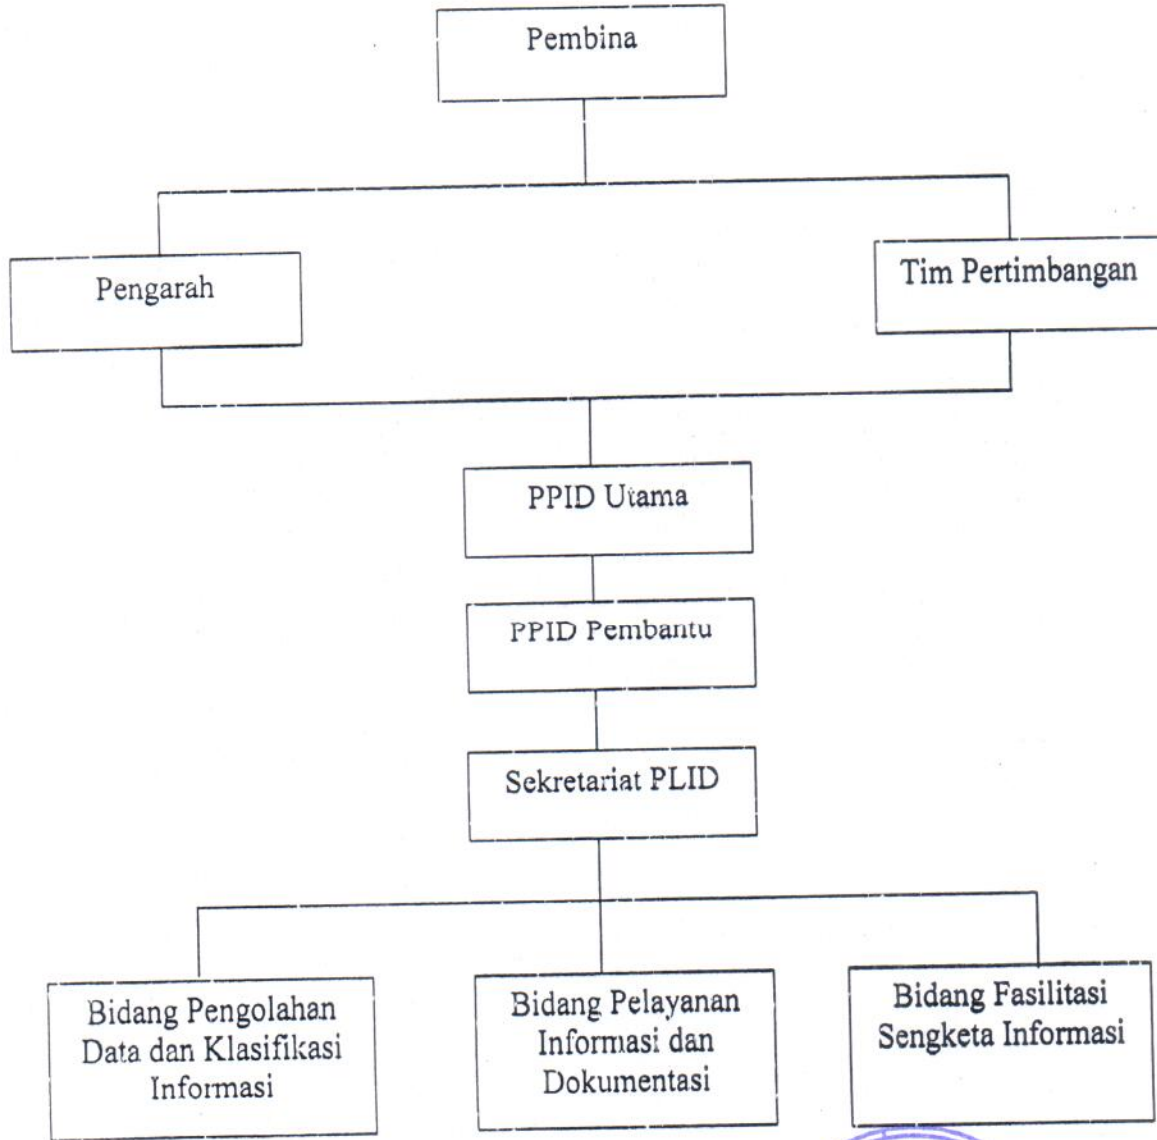 Pembina
Pengarah
Tim Pertimbangan
PPID Utama
PPID Pembantu
Sekretariat PLID
Bidang Pengolahan
Data dan Klasifikasi
Informasi
Bidang Pelayanan
Informasi dan
Dokumentasi
Bidang Fasilitasi
Sengketa Informasi